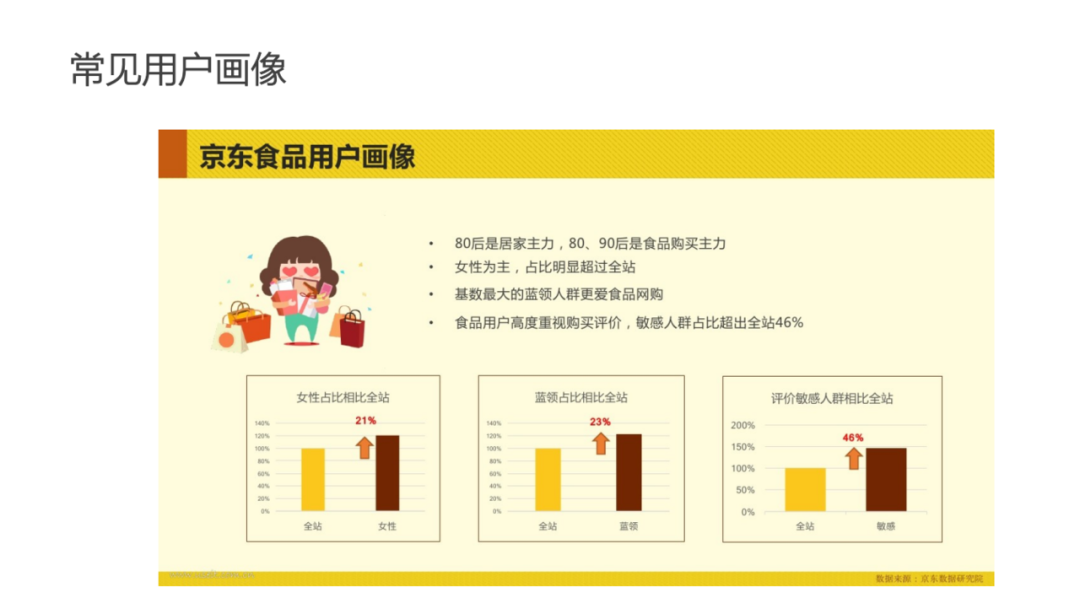 常见用户画像
京东食品用户画像
• 80后是居家主力，80、90后是食品购买主力
• 女性为主，占比明显超过全站
• 基数最大的蓝领人群更爱食品网购
• 食品用户高度重视购买评价，敏感人群占比超出全站46%
女性占比相比全站
21%
140%
120%
100%
80%
60%
40%
20%
0%
全站 女性
蓝领占比相比全站
23%
140%
120%
100%
80%
60%
40%
20%
0%
全站 蓝领
评价敏感人群相比全站
46%
200%
150%
100%
50%
0%
全站 敏感
数据来源：京东数据研究院